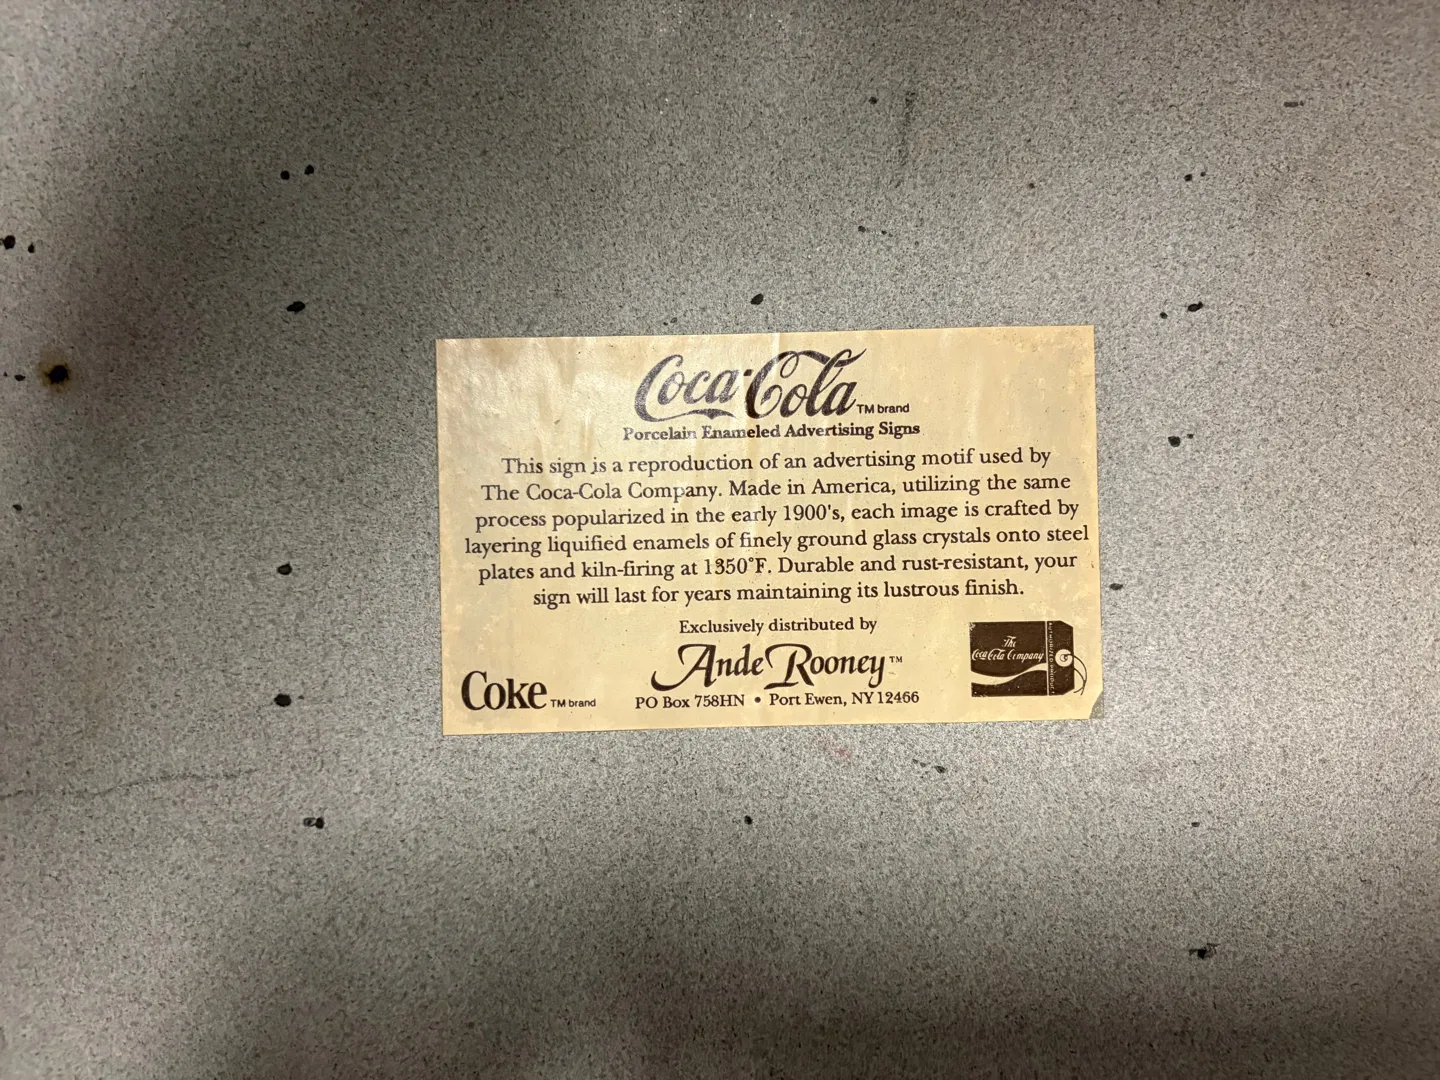 Coca-Cola TM brand
Porcelain Enameled Advertising Signs
This sign is a reproduction of an advertising motif used by
The Coca-Cola Company. Made in America, utilizing the same
process popularized in the early 1900's, each image is crafted by
layering liquified enamels of finely ground glass crystals onto steel
plates and kiln-firing at 1350°F. Durable and rust-resistant, your
sign will last for years maintaining its lustrous finish.
Exclusively distributed by
Ande Rooney™
PO Box 758HN • Port Ewen, NY 12466
Coke TM brand
The
Coca-Cola Company